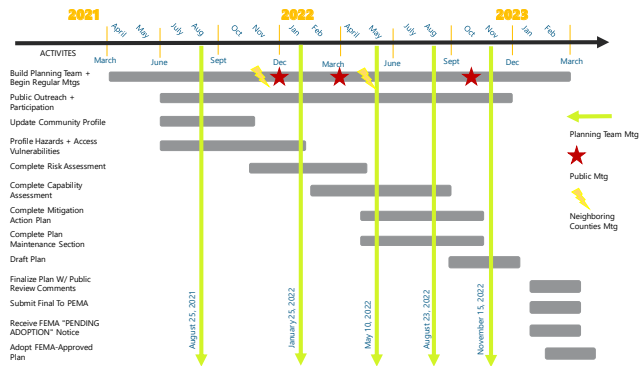 2021 2022 2023
April May July Aug Oct Nov Jan Feb April May July Aug Oct Nov Jan Feb
ACTIVITES
March June Sept Dec March June Sept Dec March
Build Planning Team +
Begin Regular Mtgs
Public Outreach +
Participation
Update Community Profile
Profile Hazards + Access
Vulnerabilities
Complete Risk Assessment
Complete Capability
Assessment
Complete Mitigation
Action Plan
Complete Plan
Maintenance Section
Draft Plan
Finalize Plan W/ Public
Review Comments
Submit Final To PEMA
Receive FEMA "PENDING
ADOPTION" Notice
Adopt FEMA-Approved
Plan
August 25, 2021
January 25, 2022
May 10, 2022
August 23, 2022
November 15, 2022
Planning Team Mtg
Public Mtg
Neighboring
Counties Mtg